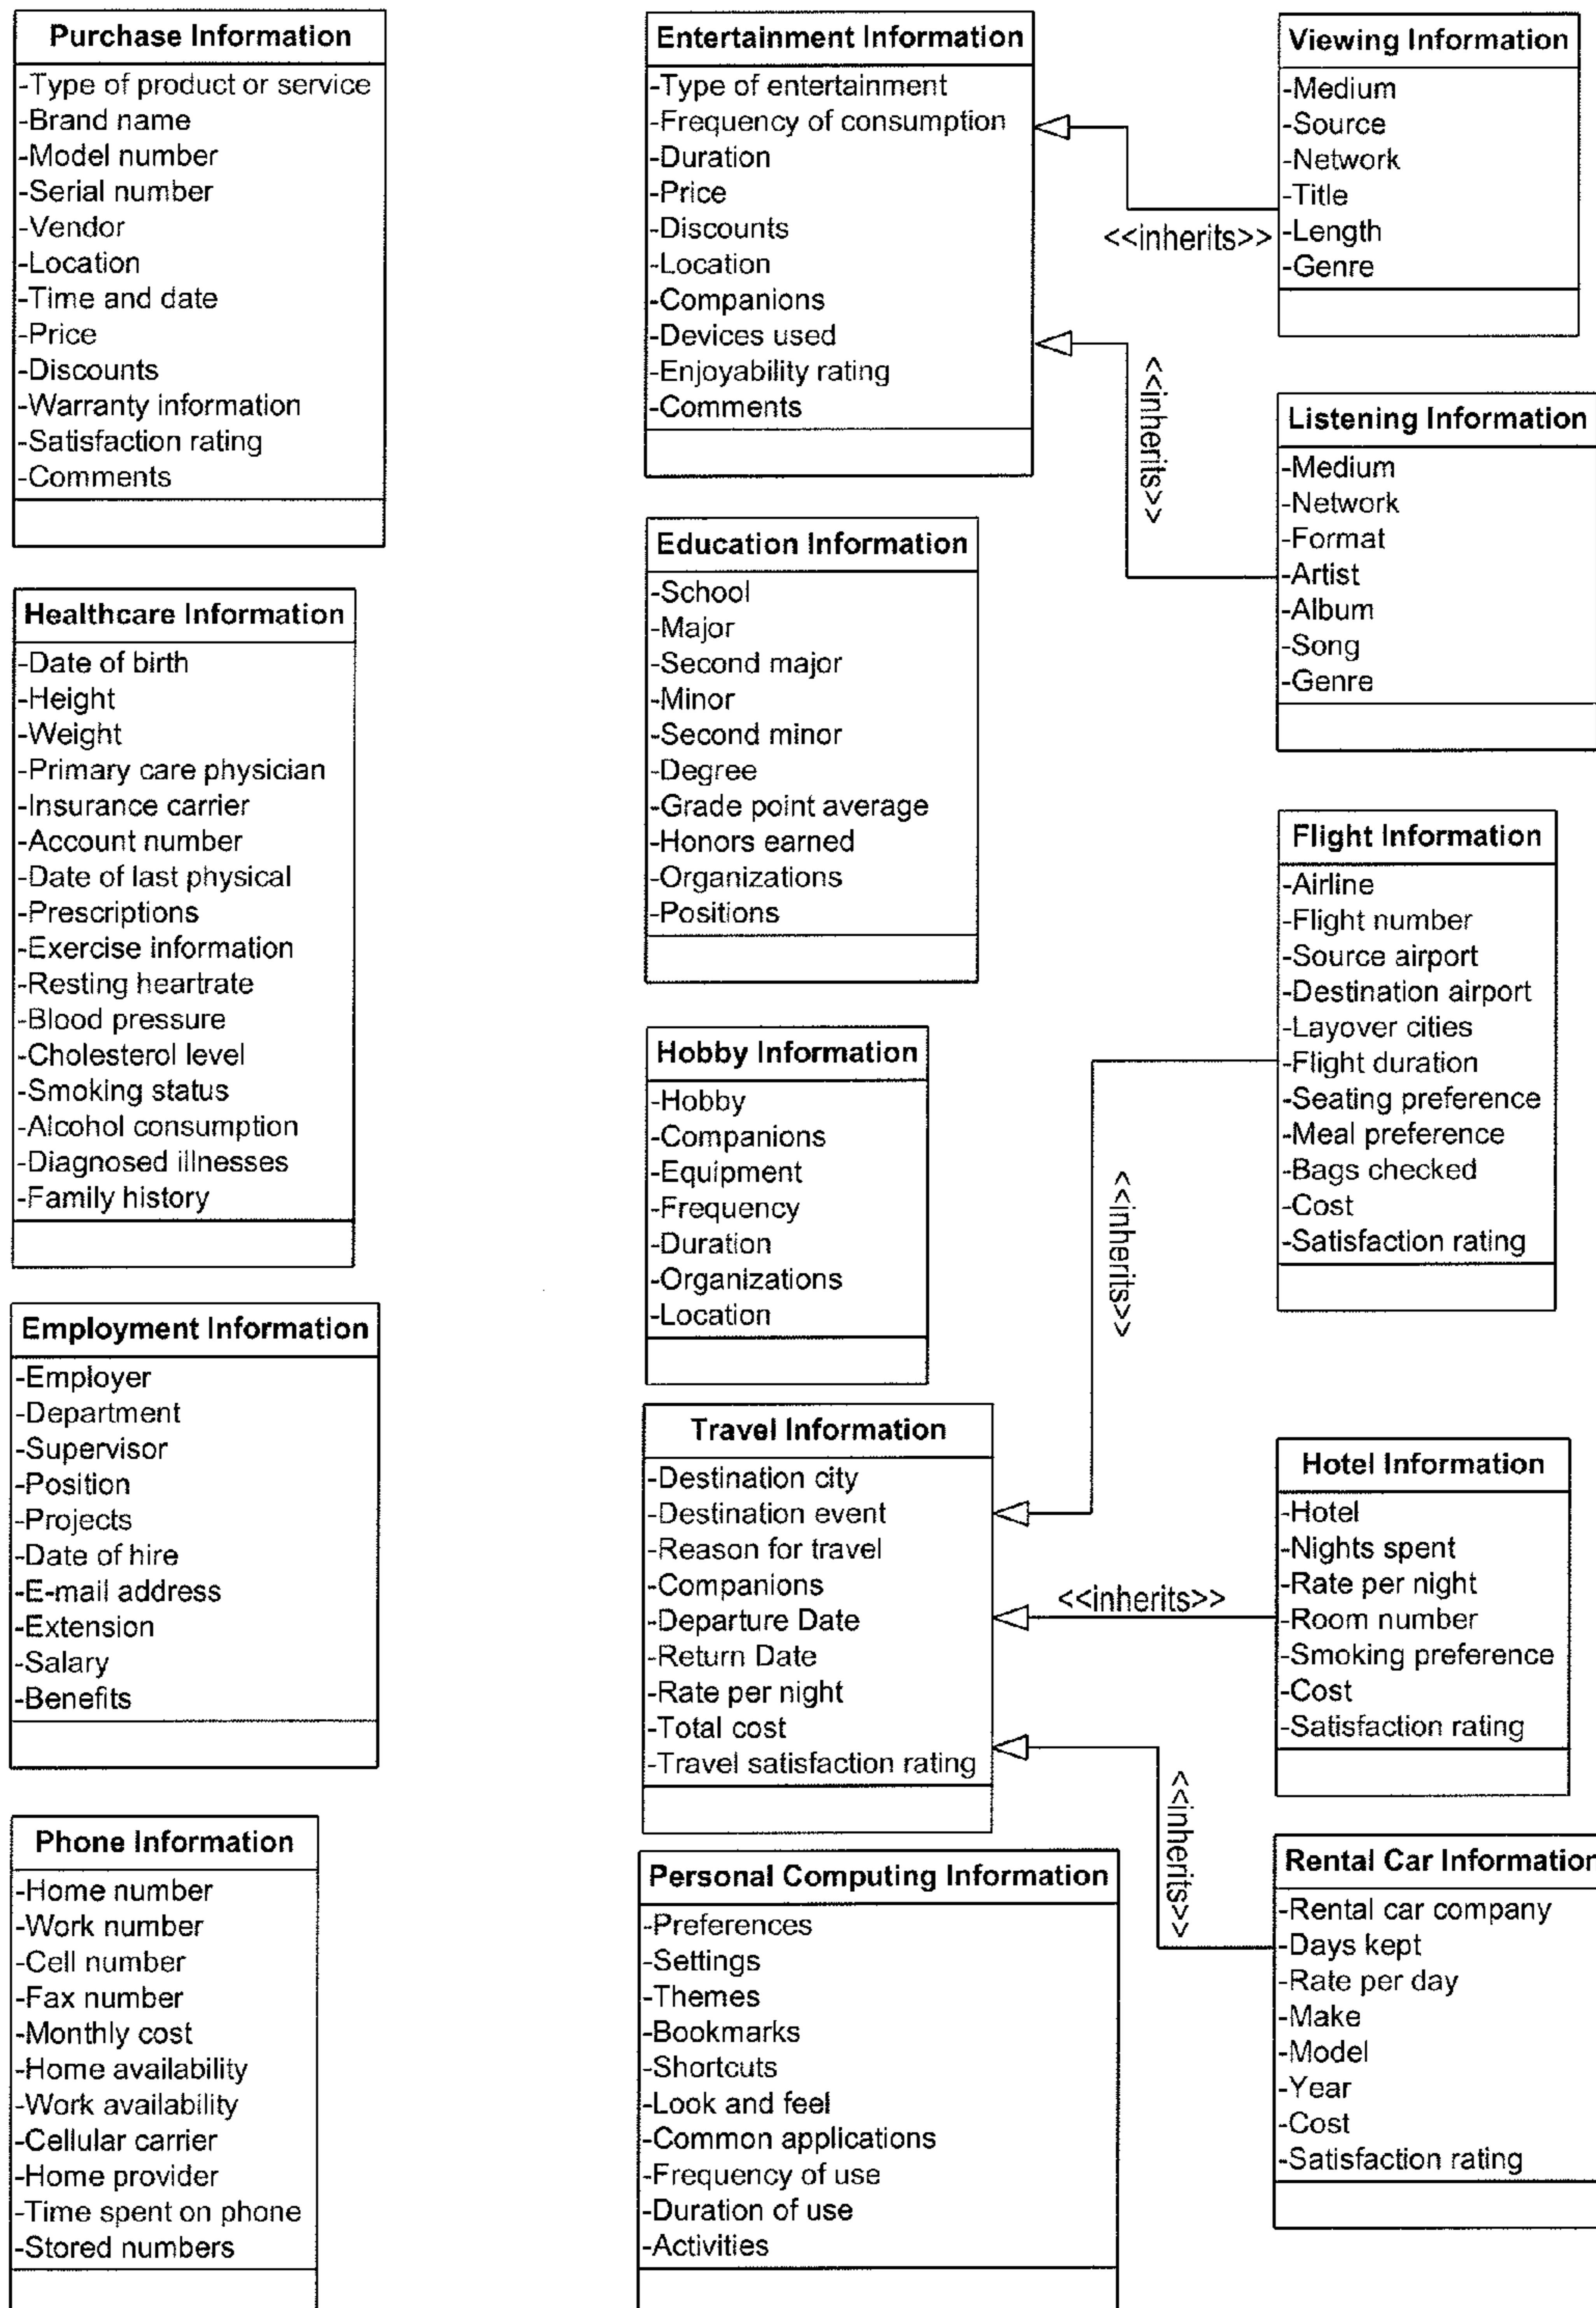 Purchase Information
-Type of product or service
-Brand name
-Model number
-Serial number
-Vendor
-Location
-Time and date
-Price
-Discounts
-Warranty information
-Satisfaction rating
-Comments
Healthcare Information
-Date of birth
-Height
-Weight
-Primary care physician
-Insurance carrier
-Account number
-Date of last physical
-Prescriptions
-Exercise information
-Resting heartrate
-Blood pressure
-Cholesterol level
-Smoking status
-Alcohol consumption
-Diagnosed illnesses
-Family history
Employment Information
-Employer
-Department
-Supervisor
-Position
-Projects
-Date of hire
-E-mail address
-Extension
-Salary
-Benefits
Phone Information
-Home number
-Work number
-Cell number
-Fax number
-Monthly cost
-Home availability
-Work availability
-Cellular carrier
-Home provider
-Time spent on phone
-Stored numbers
Entertainment Information
-Type of entertainment
-Frequency of consumption
-Duration
-Price
-Discounts
-Location
-Companions
-Devices used
-Enjoyability rating
-Comments
Education Information
-School
-Major
-Second major
-Minor
-Second minor
-Degree
-Grade point average
-Honors earned
-Organizations
-Positions
Hobby Information
-Hobby
-Companions
-Equipment
-Frequency
-Duration
-Organizations
-Location
Travel Information
-Destination city
-Destination event
-Reason for travel
-Companions
-Departure Date
-Return Date
-Rate per night
-Total cost
-Travel satisfaction rating
Personal Computing Information
-Preferences
-Settings
-Themes
-Bookmarks
-Shortcuts
-Look and feel
-Common applications
-Frequency of use
-Duration of use
-Activities
<<inherits>>
<<inherits>>
<<inherits>>
<<inherits>>
<<inherits>>
Viewing Information
-Medium
-Source
-Network
-Title
-Length
-Genre
Listening Information
-Medium
-Network
-Format
-Artist
-Album
-Song
-Genre
Flight Information
-Airline
-Flight number
-Source airport
-Destination airport
-Layover cities
-Flight duration
-Seating preference
-Meal preference
-Bags checked
-Cost
-Satisfaction rating
Hotel Information
-Hotel
-Nights spent
-Rate per night
-Room number
-Smoking preference
-Cost
-Satisfaction rating
Rental Car Information
-Rental car company
-Days kept
-Rate per day
-Make
-Model
-Year
-Cost
-Satisfaction rating